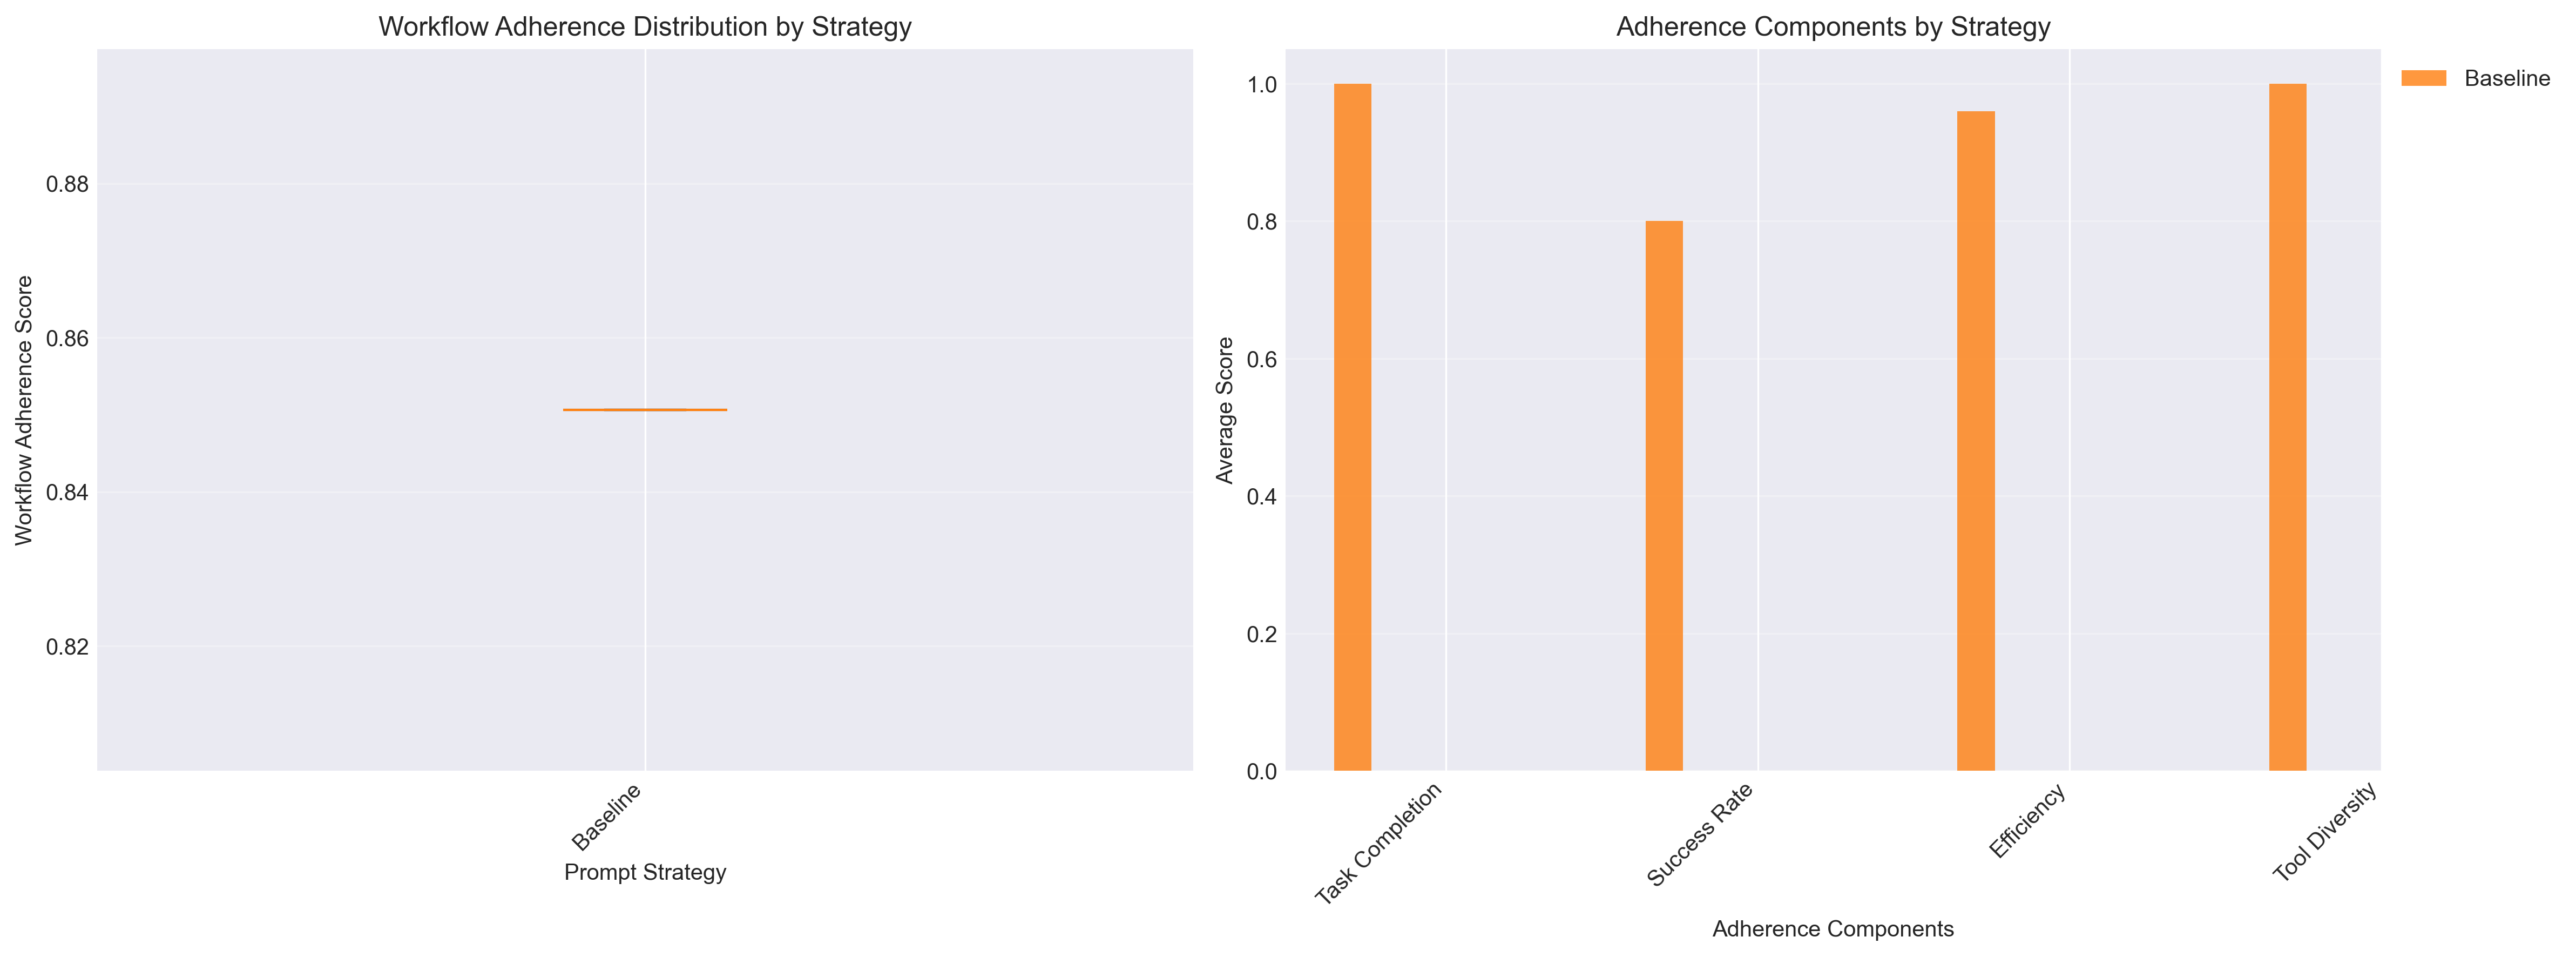 Workflow Adherence Distribution by Strategy
Workflow Adherence Score
0.88
0.86
0.84
0.82
Baseline
Prompt Strategy
Adherence Components by Strategy
Average Score
1.0
0.8
0.6
0.4
0.2
0.0
Task Completion
Success Rate
Efficiency
Tool Diversity
Adherence Components
Baseline